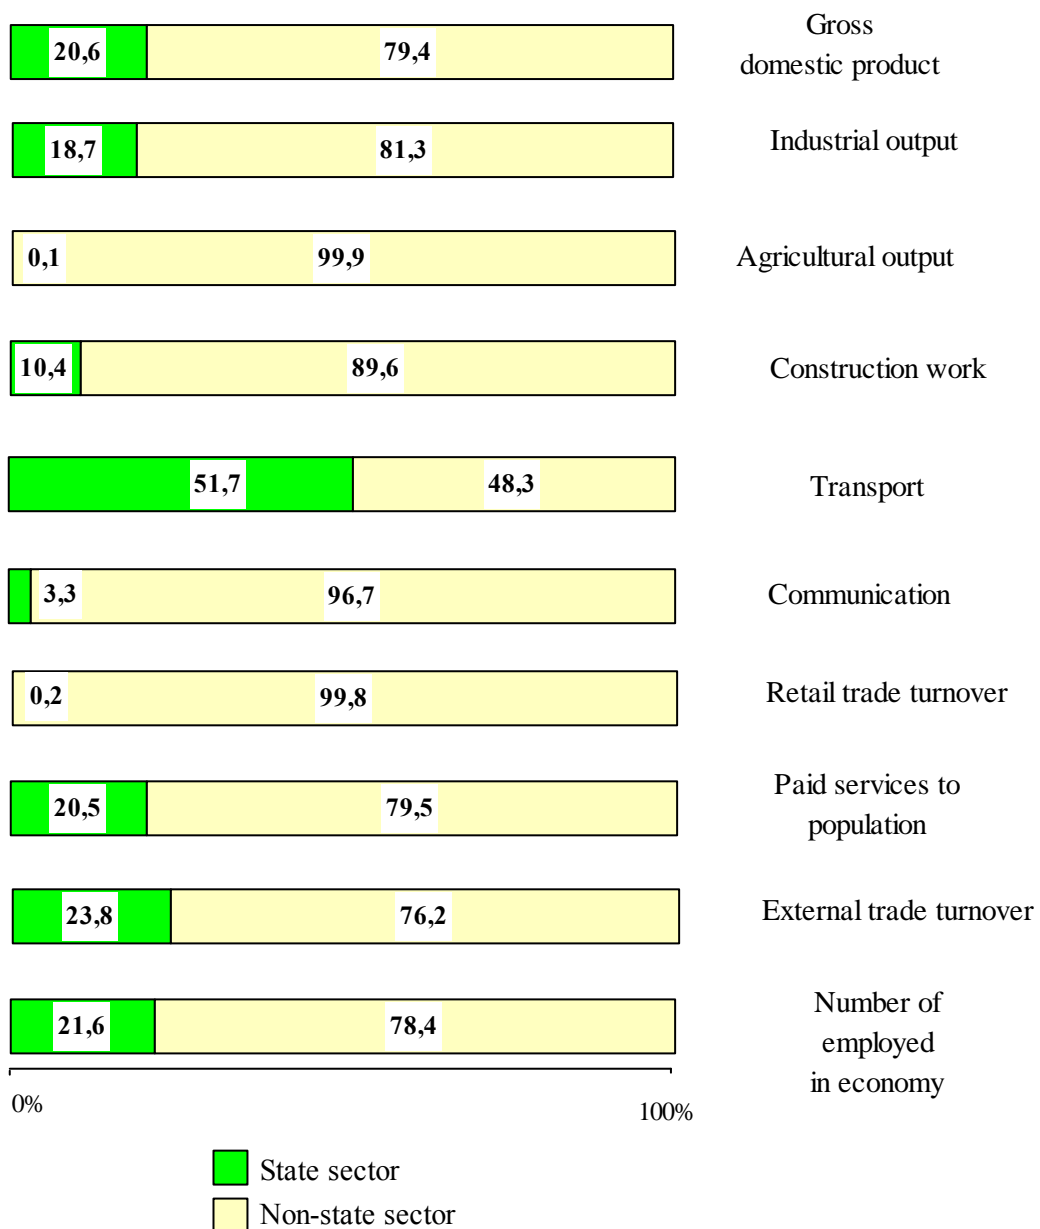 20,6 79,4 Gross
domestic product
18,7 81,3 Industrial output
0,1 99,9 Agricultural output
10,4 89,6 Construction work
51,7 48,3 Transport
3,3 96,7 Communication
0,2 99,8 Retail trade turnover
20,5 79,5 Paid services to
population
23,8 76,2 External trade turnover
21,6 78,4 Number of
employed
in economy
0% 100%
State sector
Non-state sector